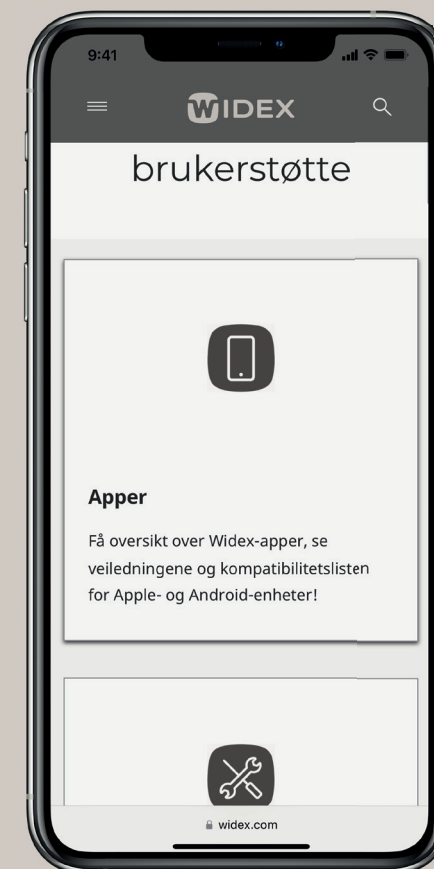 9:41
WIDEX
brukerstøtte
Apper
Få oversikt over Widex-apper, se
veiledningene og kompatibilitetslisten
for Apple- og Android-enheter!
widex.com